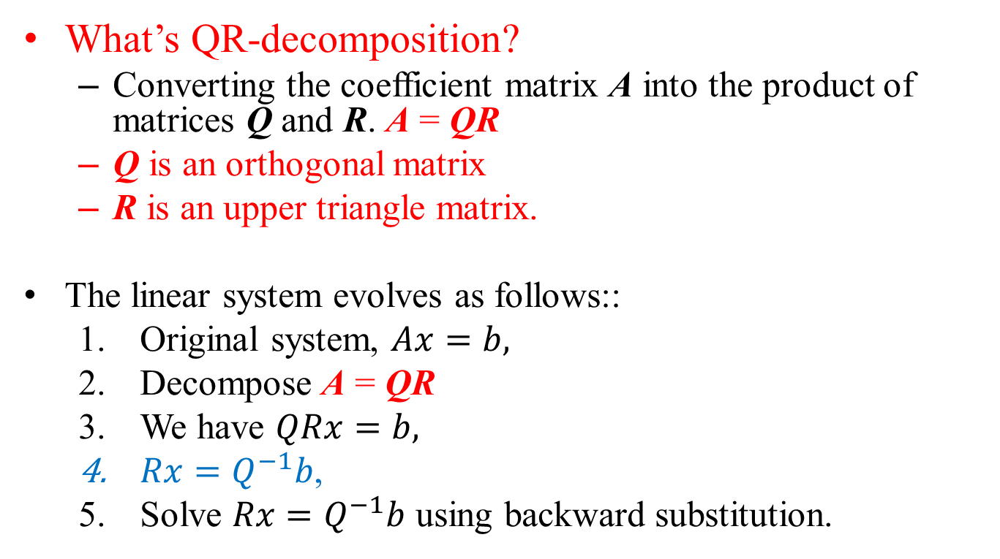 • What’s QR-decomposition?
– Converting the coefficient matrix A into the product of
matrices Q and R. A = QR
– Q is an orthogonal matrix
– R is an upper triangle matrix.
• The linear system evolves as follows::
1. Original system, 𝐴𝑥 = 𝑏,
2. Decompose A = QR
3. We have 𝑄𝑅𝑥 = 𝑏,
4. 𝑅𝑥 = 𝑄⁻¹𝑏,
5. Solve 𝑅𝑥 = 𝑄⁻¹𝑏 using backward substitution.